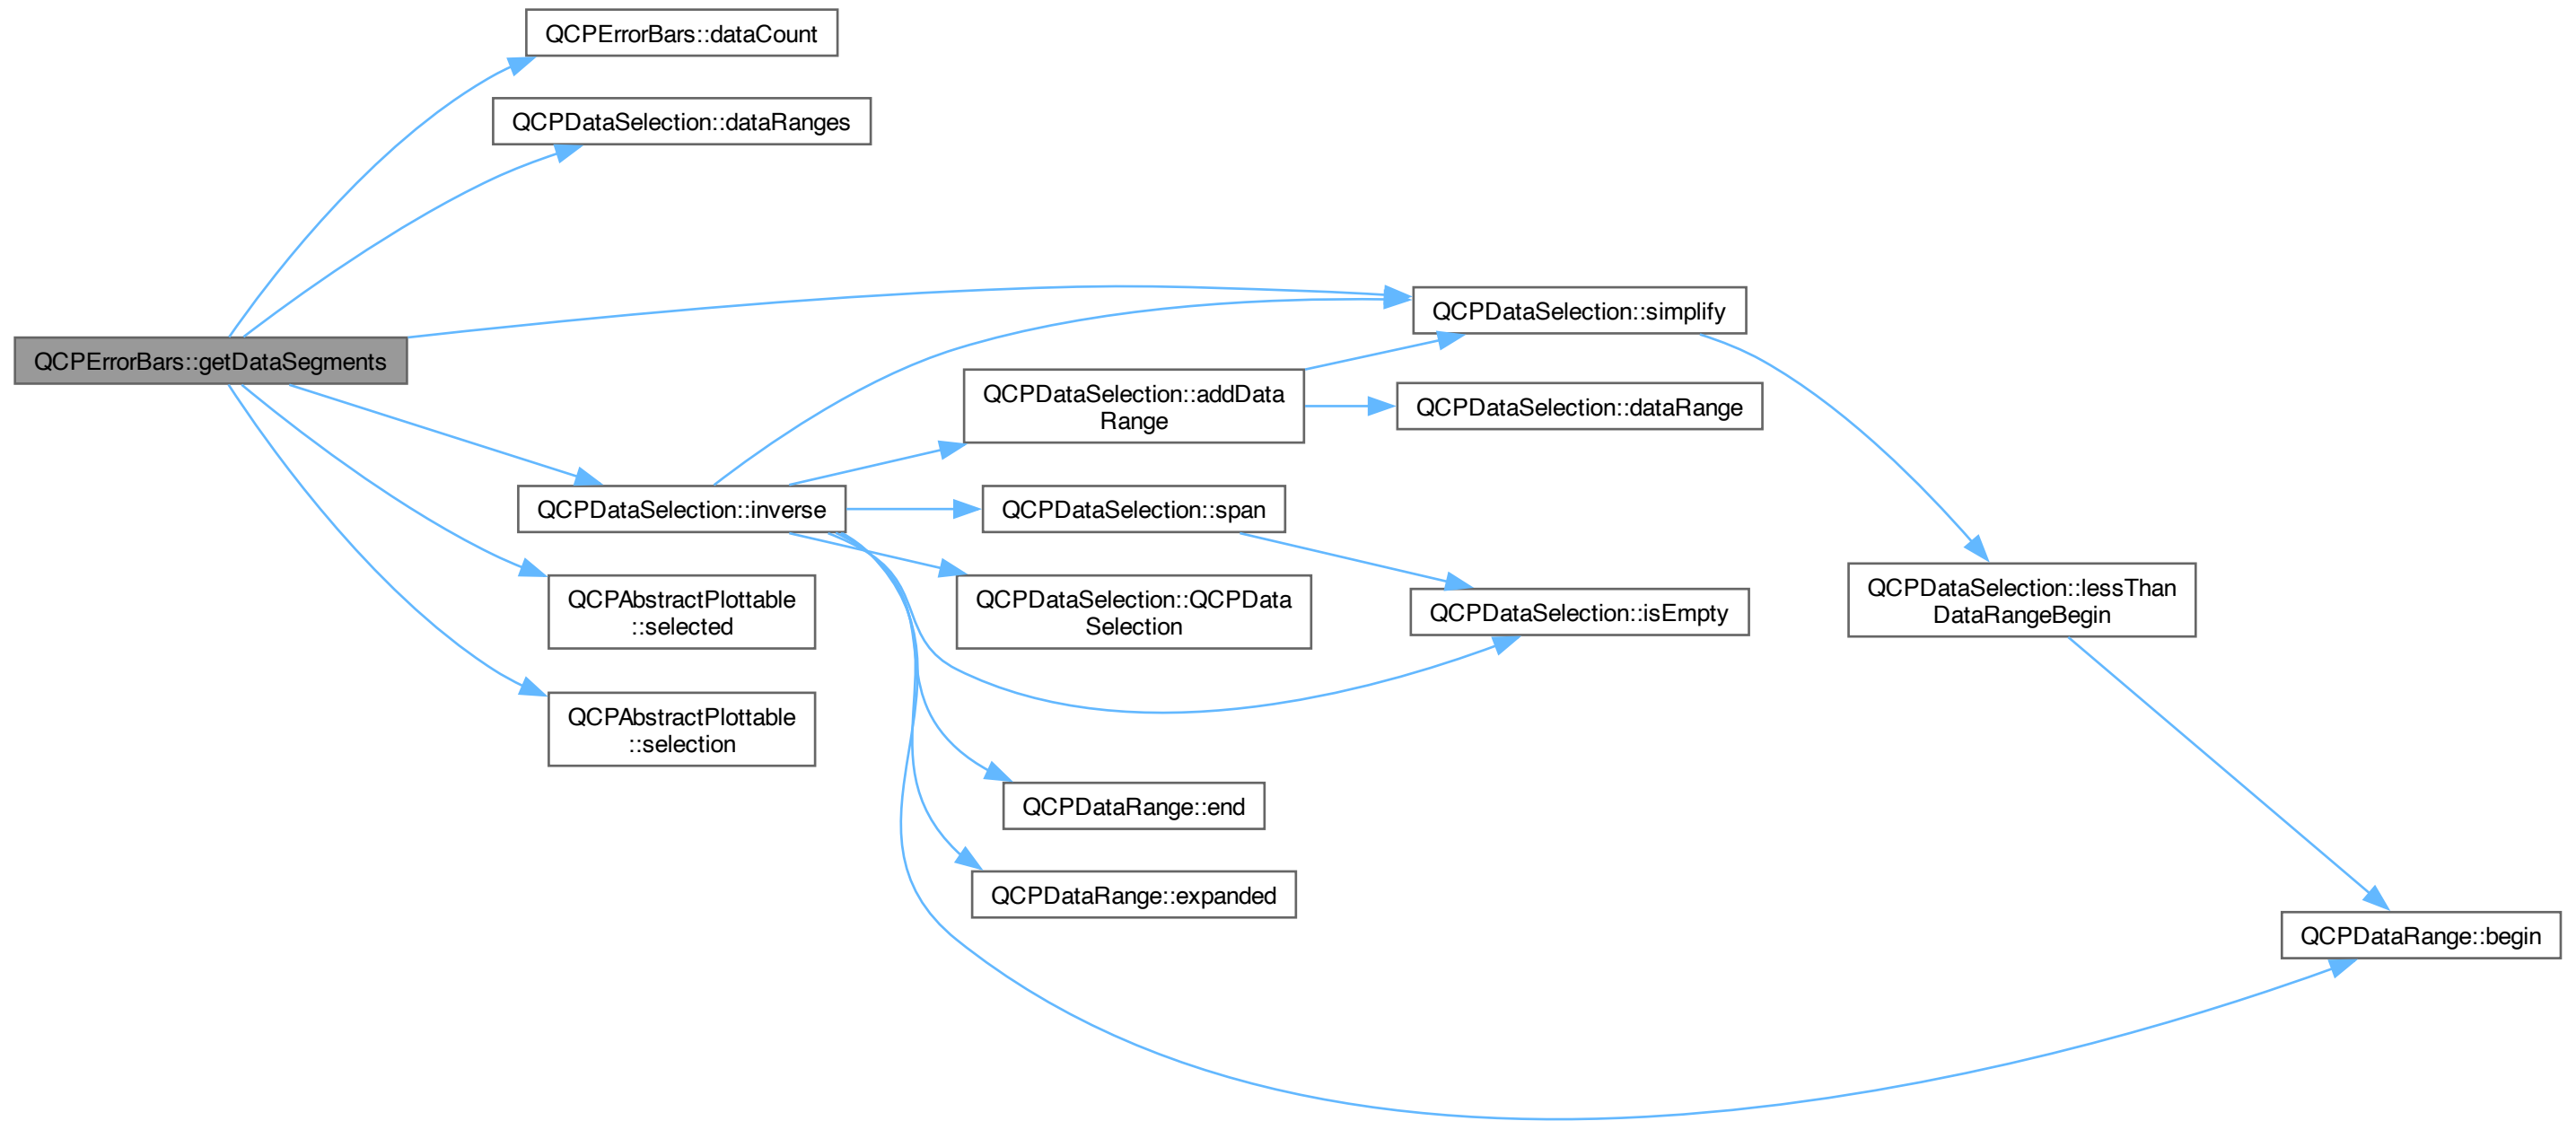 QCPErrorBars::dataCount
QCPDataSelection::dataRanges
QCPDataSelection::simplify
QCPErrorBars::getDataSegments
QCPDataSelection::addData
Range
QCPDataSelection::dataRange
QCPDataSelection::inverse
QCPDataSelection::span
QCPAbstractPlottable
::selected
QCPDataSelection::QCPData
Selection
QCPDataSelection::isEmpty
QCPDataSelection::lessThan
DataRangeBegin
QCPAbstractPlottable
::selection
QCPDataRange::end
QCPDataRange::expanded
QCPDataRange::begin